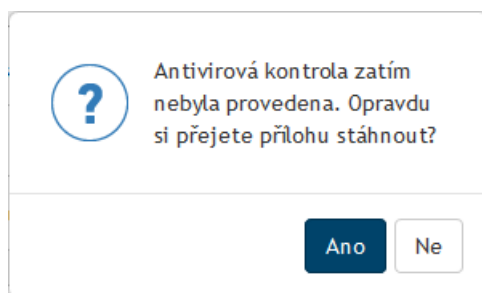 Antivirová kontrola zatím
nebyla provedena. Opravdu
si přejete přílohu stáhnout?
Ano
Ne